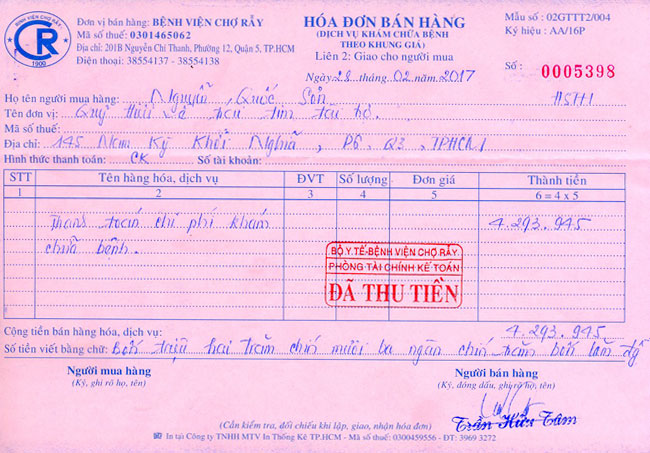 BỆNH VIỆN CHỢ RẪY
CR
1900
Đơn vị bán hàng: BỆNH VIỆN CHỢ RẪY
Mã số thuế: 0301465062
Địa chỉ: 201B Nguyễn Chí Thanh, Phường 12, Quận 5, TP.HCM
Điện thoại: 38554137 - 38554138
HÓA ĐƠN BÁN HÀNG
(DỊCH VỤ KHÁM CHỮA BỆNH
THEO KHUNG GIÁ)
Liên 2: Giao cho người mua
Ngày 28 tháng 02 năm 2017
Mẫu số : 02GTTT2/004
Ký hiệu : AA/16P
Số : 0005398
Họ tên người mua hàng: Nguyễn Quốc Sơn
Tên đơn vị: Quỹ
Mã số thuế:
Địa chỉ: 145 Nam Kỳ Khởi Nghĩa, P6, Q3, TPHCM
Hình thức thanh toán: CK Số tài khoản:
STT Tên hàng hóa, dịch vụ ĐVT Số lượng Đơn giá Thành tiền
1 2 3 4 5 6 = 4 x 5
Thanh toán chi phí khám 4.293.945
chữa bệnh.
BỘ Y TẾ-BỆNH VIỆN CHỢ RẪY
PHÒNG TÀI CHÍNH KẾ TOÁN
ĐÃ THU TIỀN
Cộng tiền bán hàng hóa, dịch vụ: 4.293.945
Số tiền viết bằng chữ: Bốn triệu hai trăm chín mươi ba ngàn chín trăm bốn lăm đg
Người mua hàng Người bán hàng
(Ký, ghi rõ họ, tên) (Ký, đóng dấu, ghi rõ họ, tên)
Trần Hữu Tâm
(Cần kiểm tra, đối chiếu khi lập, giao, nhận hóa đơn)
In tại Công ty TNHH MTV In Thống Kê TP.HCM - Mã số thuế: 0300459556 - ĐT: 3969 3272